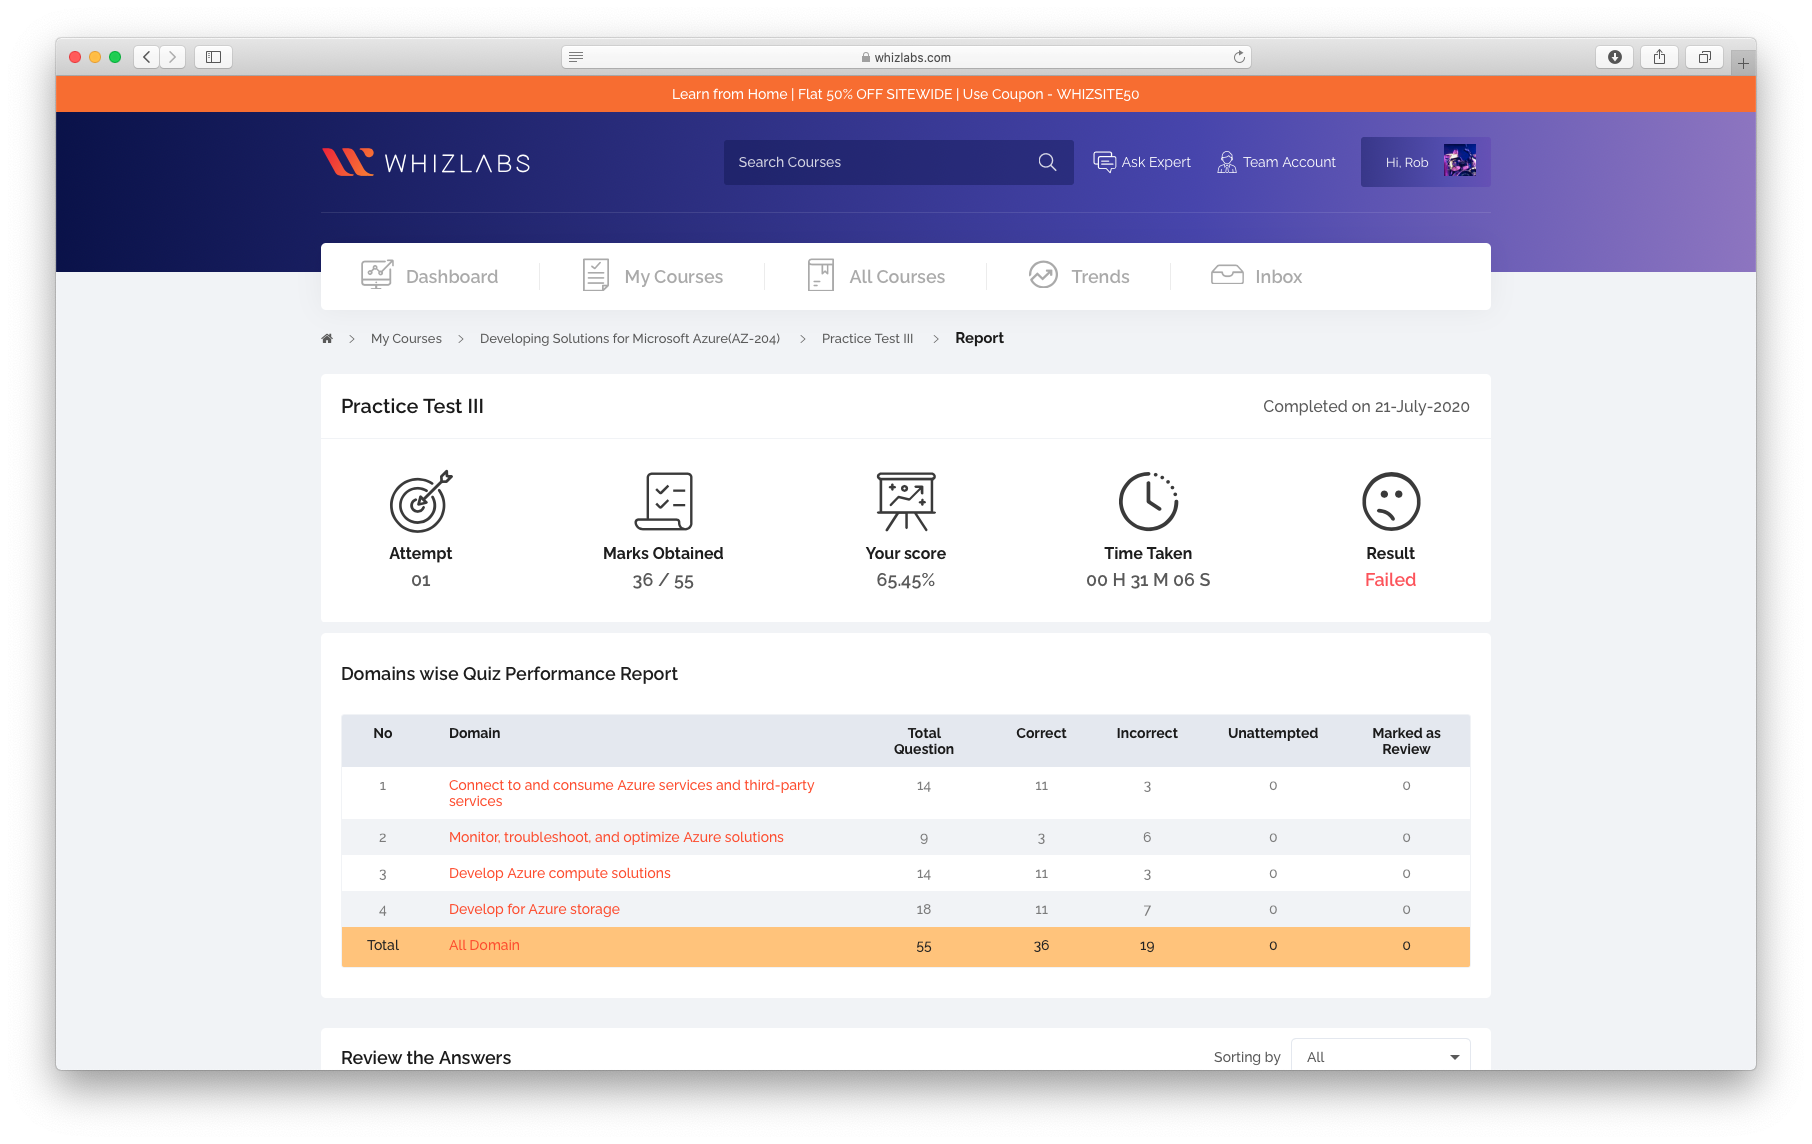 whizlabs.com
Learn from Home | Flat 50% OFF SITEWIDE | Use Coupon - WHIZSITE50
WHIZLABS
Search Courses
Ask Expert
Team Account
Hi, Rob
Dashboard
My Courses
All Courses
Trends
Inbox
My Courses > Developing Solutions for Microsoft Azure(AZ-204) > Practice Test III > Report
Practice Test III
Completed on 21-July-2020
Attempt
01
Marks Obtained
36 / 55
Your score
65.45%
Time Taken
00 H 31 M 06 S
Result
Failed
Domains wise Quiz Performance Report
No Domain Total Question Correct Incorrect Unattempted Marked as Review
1 Connect to and consume Azure services and third-party services 14 11 3 0 0
2 Monitor, troubleshoot, and optimize Azure solutions 9 3 6 0 0
3 Develop Azure compute solutions 14 11 3 0 0
4 Develop for Azure storage 18 11 7 0 0
Total All Domain 55 36 19 0 0
Review the Answers
Sorting by All